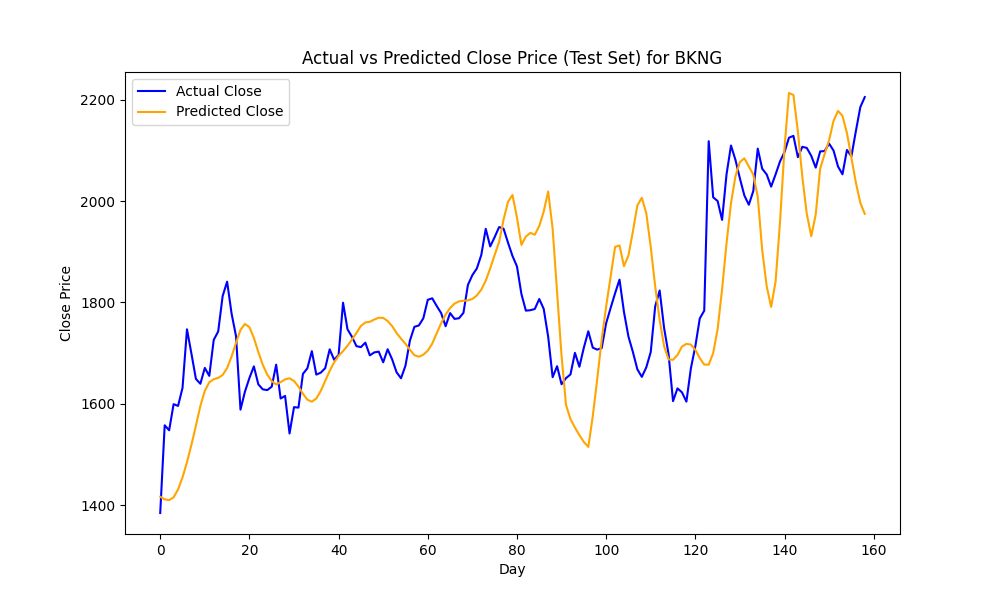 Actual vs Predicted Close Price (Test Set) for BKNG
Actual Close
Predicted Close
2200
2000
1800
1600
1400
Close Price
0 20 40 60 80 100 120 140 160
Day